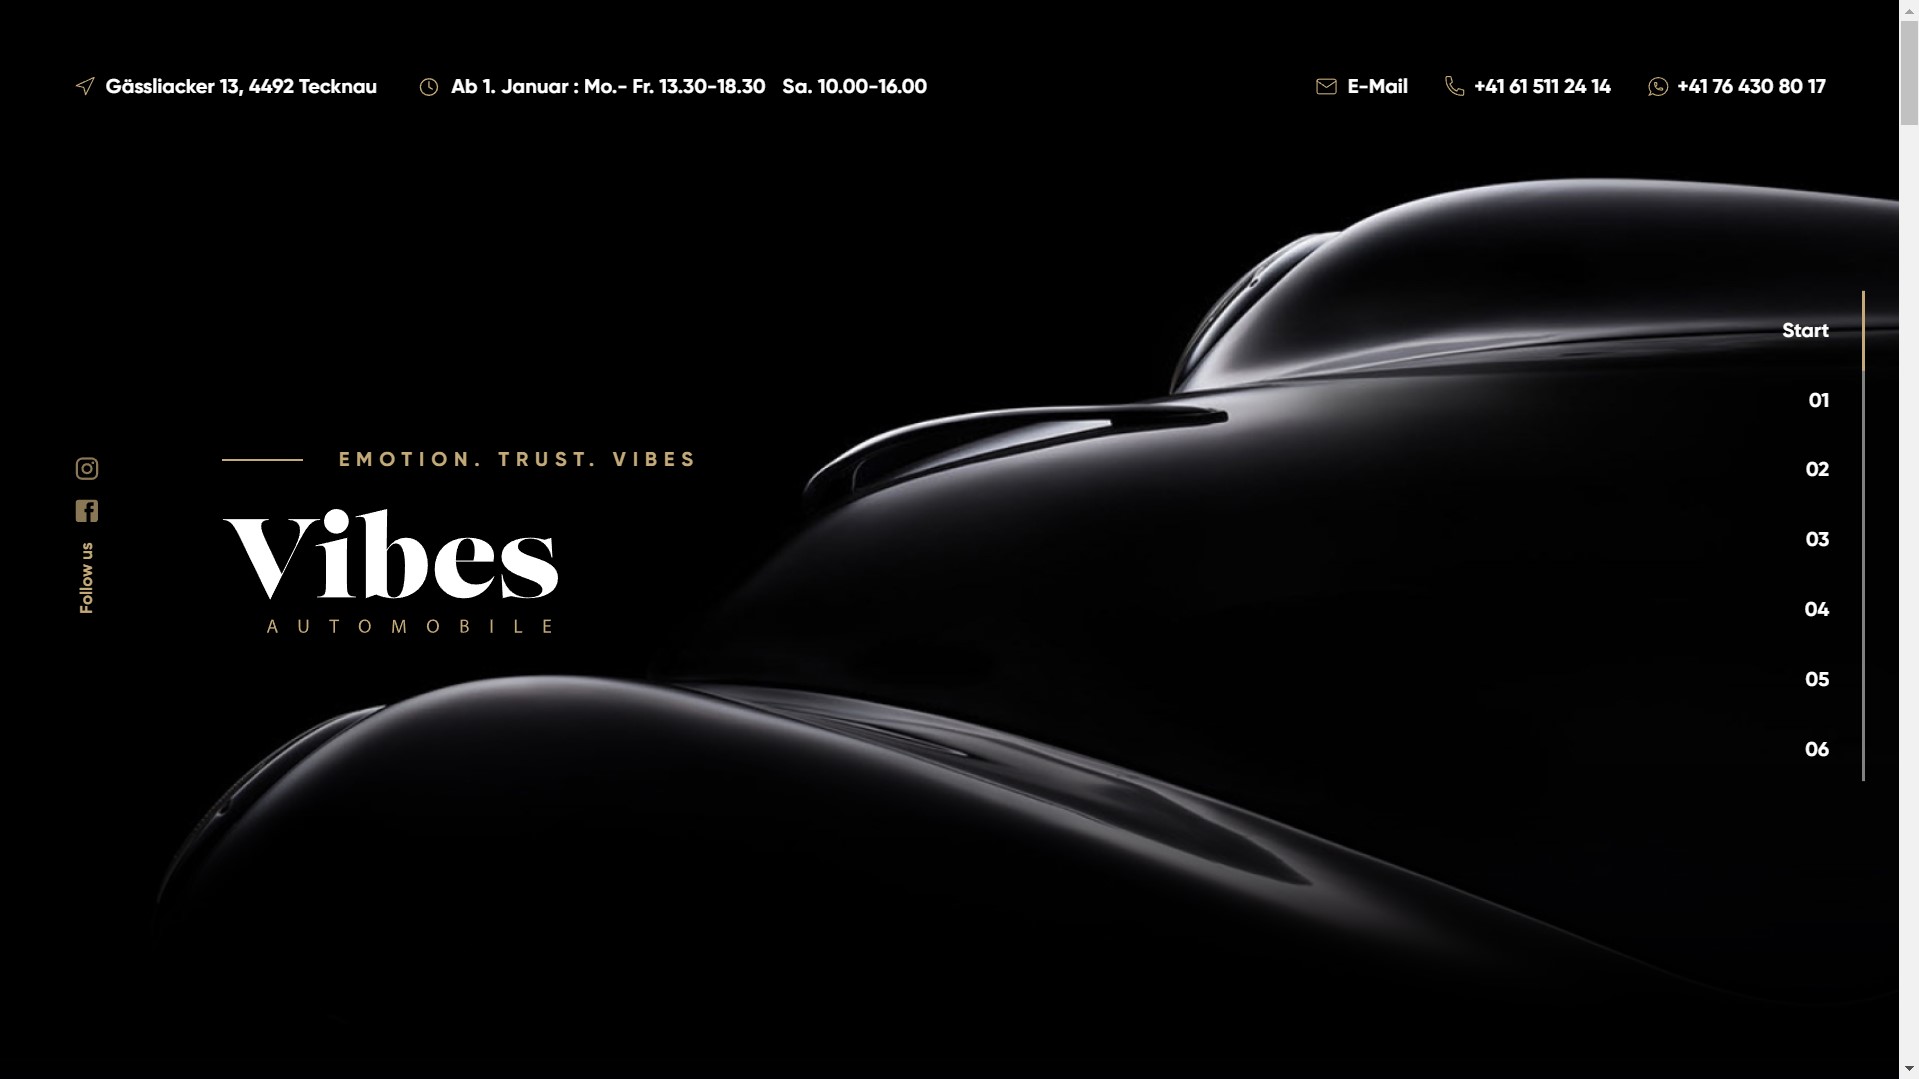 Gässliacker 13, 4492 Tecknau
Ab 1. Januar : Mo.- Fr. 13.30-18.30 Sa. 10.00-16.00
E-Mail
+41 61 511 24 14
+41 76 430 80 17
Start
01
02
03
04
05
06
EMOTION. TRUST. VIBES
Vibes
AUTOMOBILE
Follow us